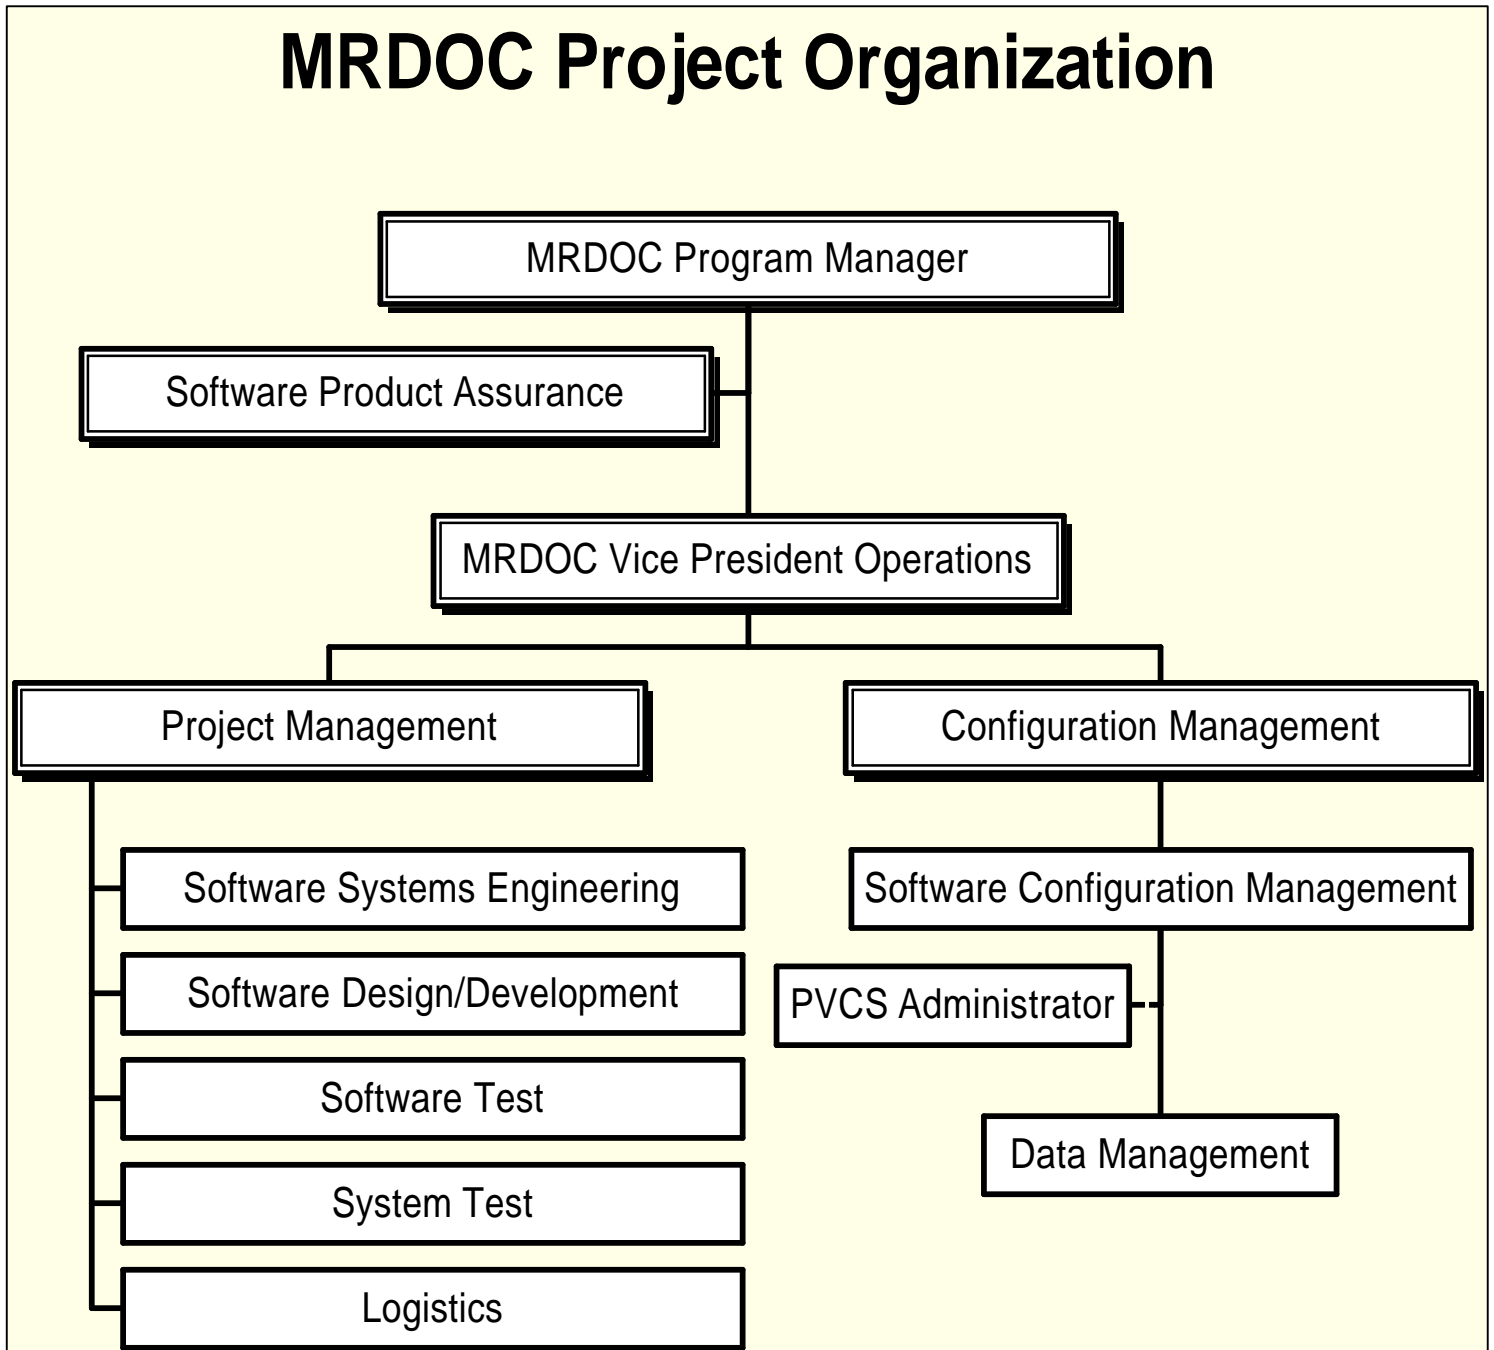 MRDOC Project Organization
MRDOC Program Manager
Software Product Assurance
MRDOC Vice President Operations
Project Management
Configuration Management
Software Systems Engineering
Software Configuration Management
Software Design/Development
PVCS Administrator
Software Test
Data Management
System Test
Logistics